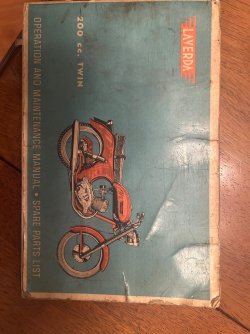 LAVERDA
200 cc. TWIN
OPERATION AND MAINTENANCE MANUAL • SPARE PARTS LIST